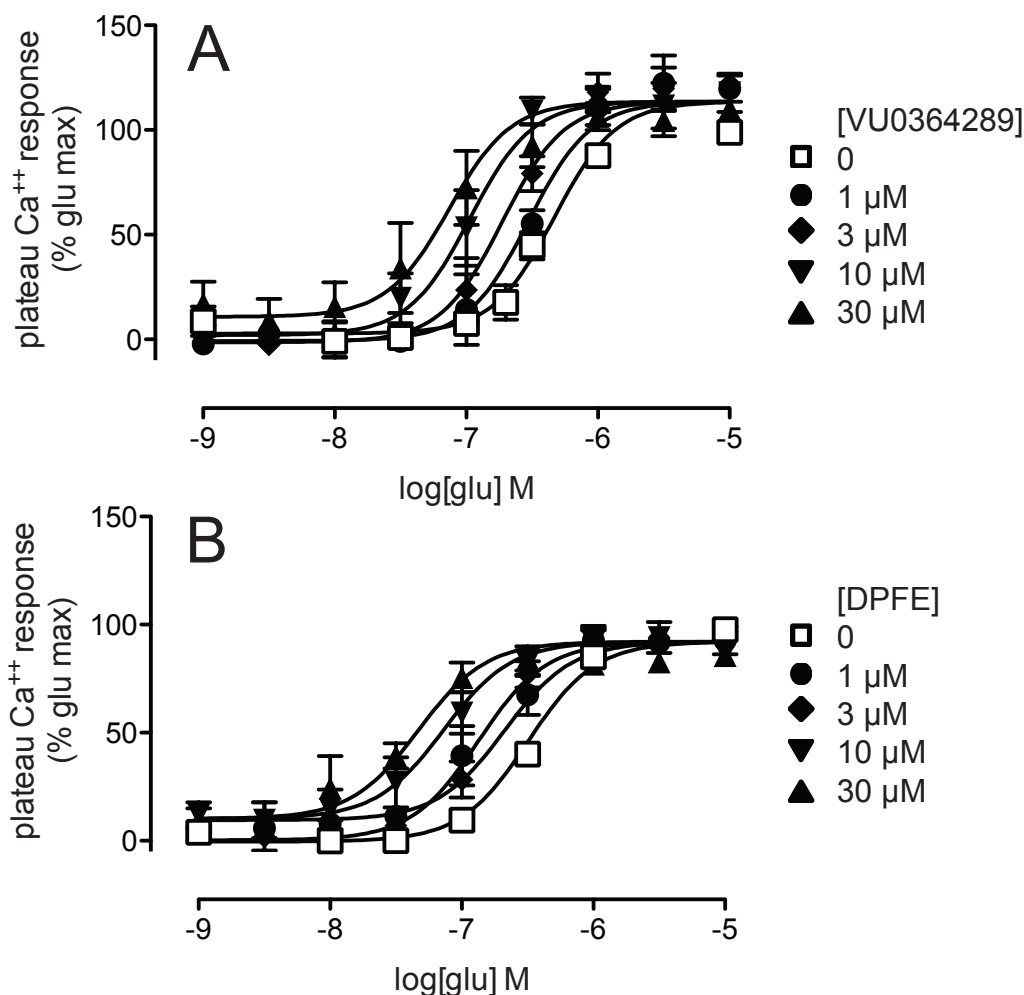 A
plateau Ca++ response
(% glu max)
150
100
50
0
-9 -8 -7 -6 -5
log[glu] M
[VU0364289]
0
1 µM
3 µM
10 µM
30 µM
B
plateau Ca++ response
(% glu max)
150
100
50
0
-9 -8 -7 -6 -5
log[glu] M
[DPFE]
0
1 µM
3 µM
10 µM
30 µM